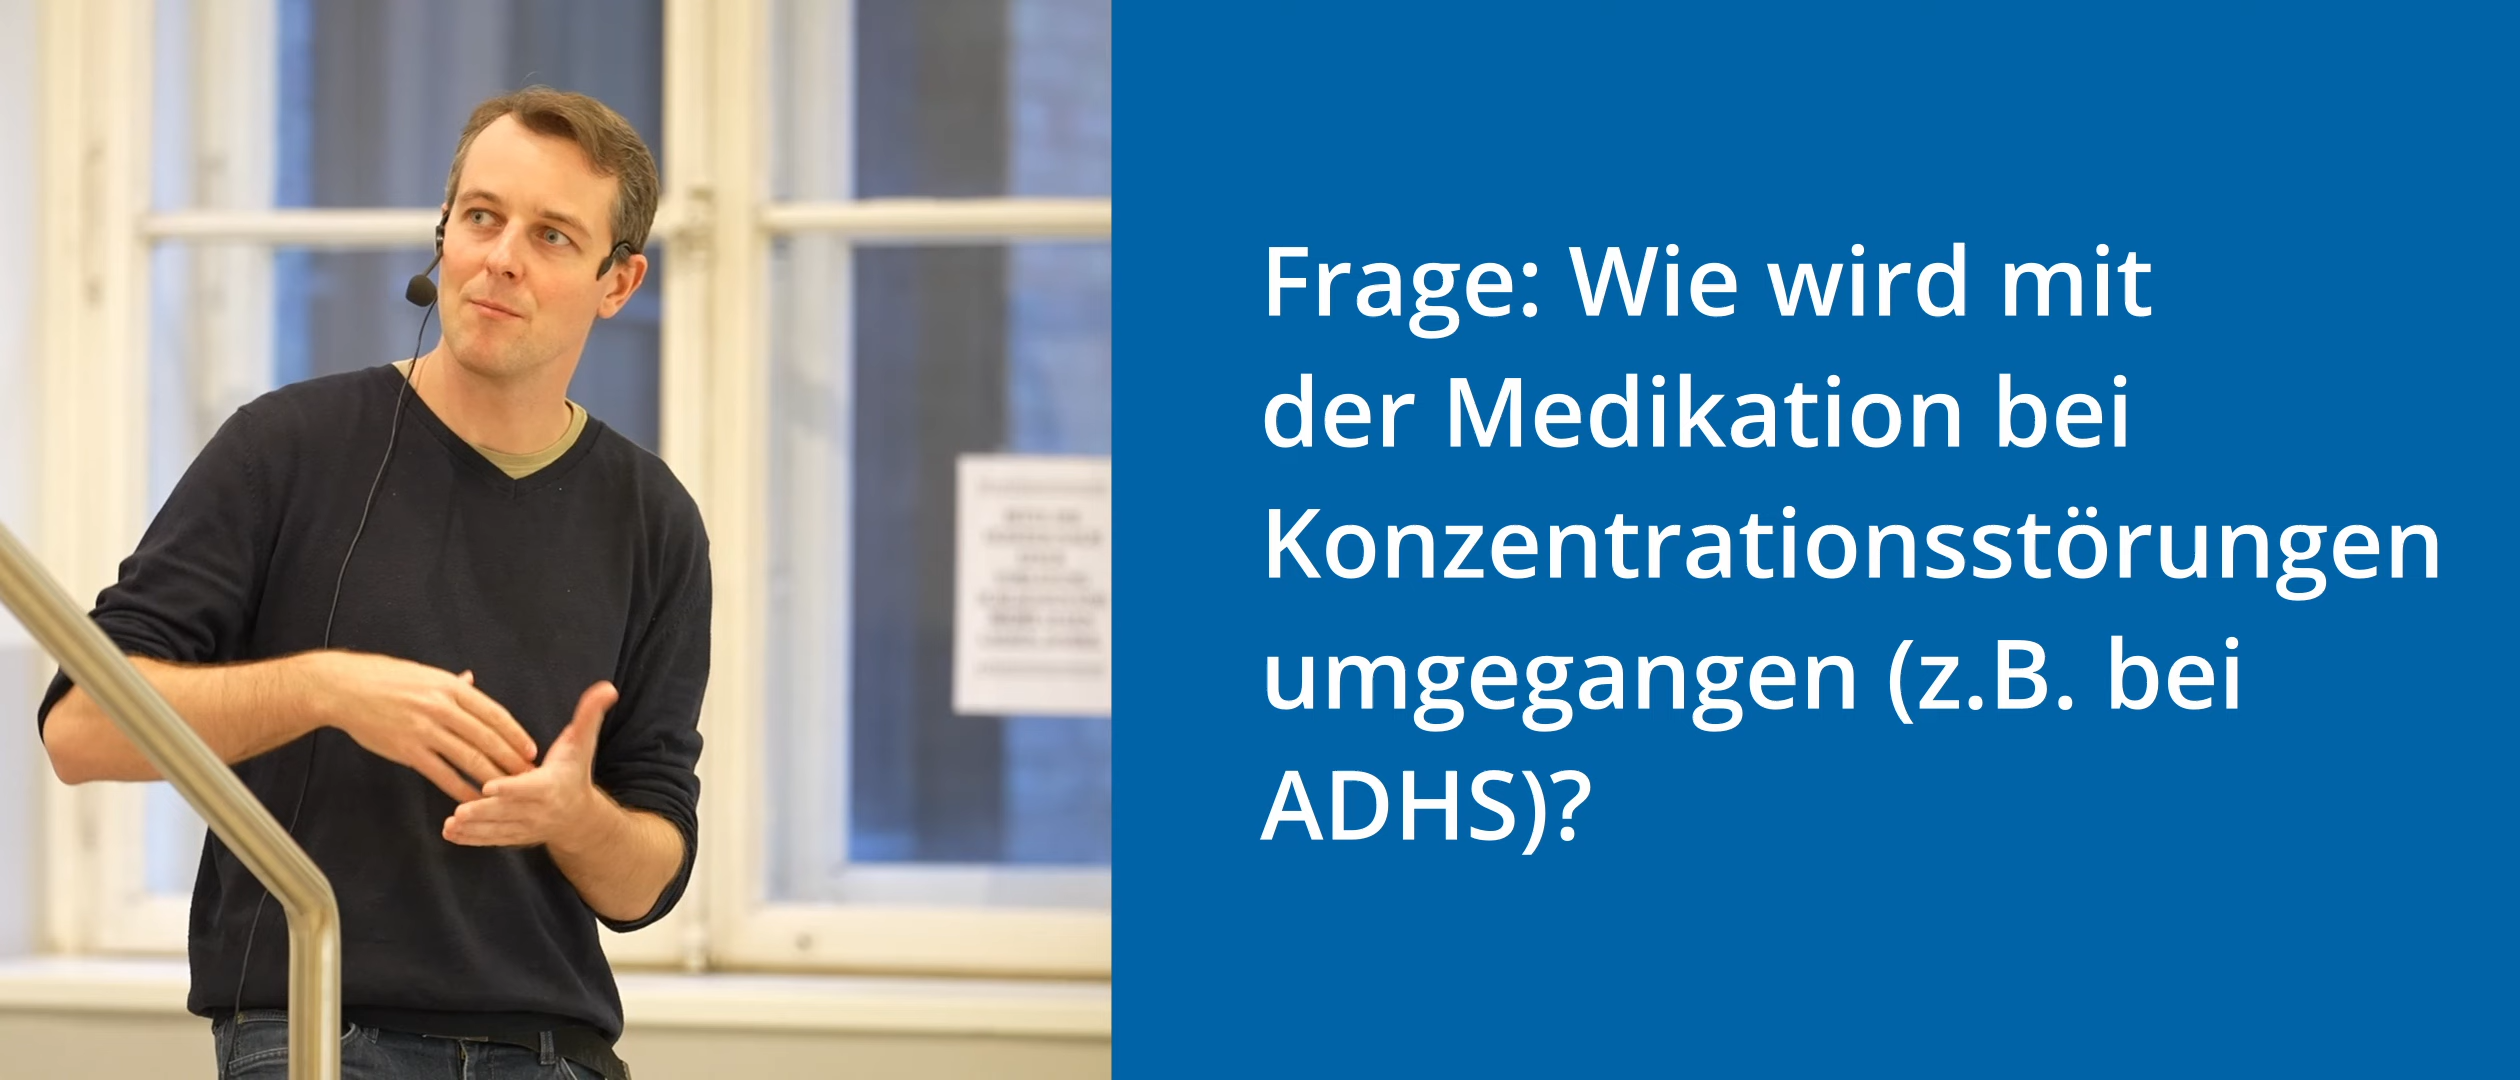 Frage: Wie wird mit
der Medikation bei
Konzentrationsstörungen
umgegangen (z.B. bei
ADHS)?